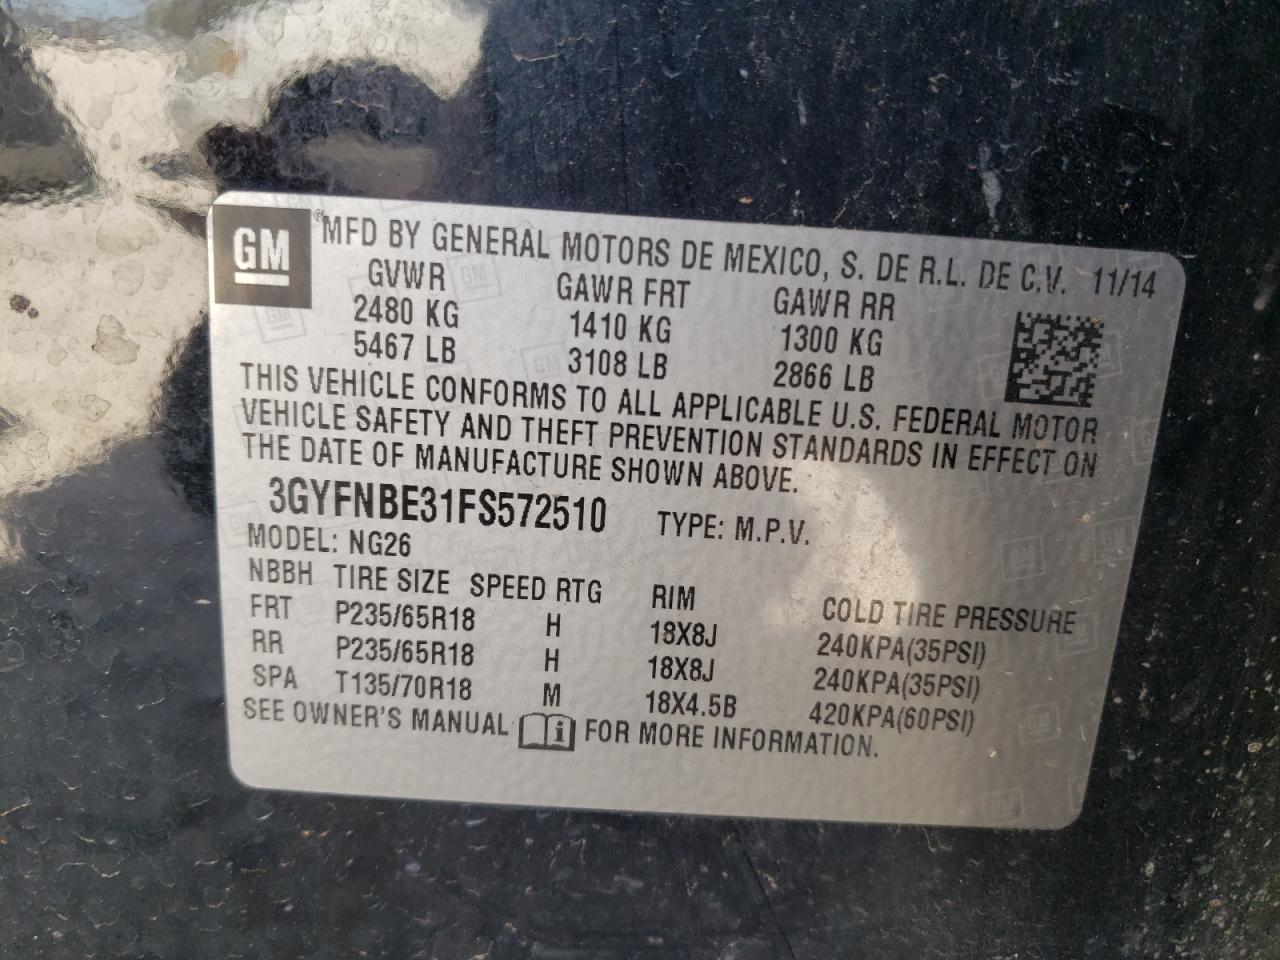 GM ® MFD BY GENERAL MOTORS DE MEXICO, S. DE R.L. DE C.V. 11/14
GVWR GAWR FRT GAWR RR
2480 KG 1410 KG 1300 KG
5467 LB 3108 LB 2866 LB
THIS VEHICLE CONFORMS TO ALL APPLICABLE U.S. FEDERAL MOTOR
VEHICLE SAFETY AND THEFT PREVENTION STANDARDS IN EFFECT ON
THE DATE OF MANUFACTURE SHOWN ABOVE.
3GYFNBE31FS572510 TYPE: M.P.V.
MODEL: NG26
NBBH TIRE SIZE SPEED RTG RIM COLD TIRE PRESSURE
FRT P235/65R18 H 18X8J 240KPA(35PSI)
RR P235/65R18 H 18X8J 240KPA(35PSI)
SPA T135/70R18 M 18X4.5B 420KPA(60PSI)
SEE OWNER'S MANUAL i FOR MORE INFORMATION.